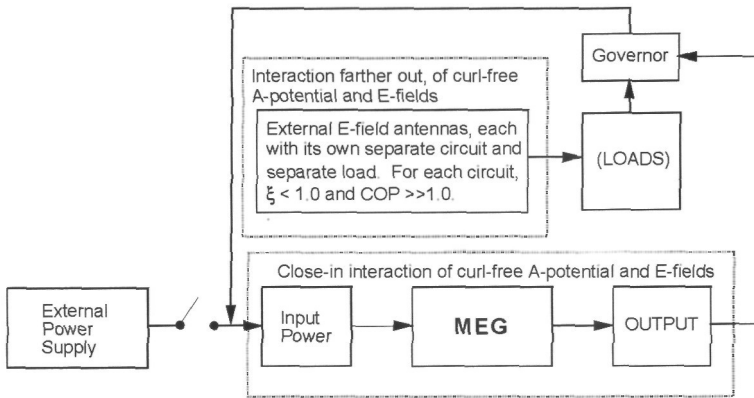 Governor
Interaction farther out, of curl-free
A-potential and E-fields
External E-field antennas, each
with its own separate circuit and
separate load. For each circuit,
ξ < 1.0 and COP >>1.0.
(LOADS)
Close-in interaction of curl-free A-potential and E-fields
External
Power
Supply
Input
Power
MEG
OUTPUT